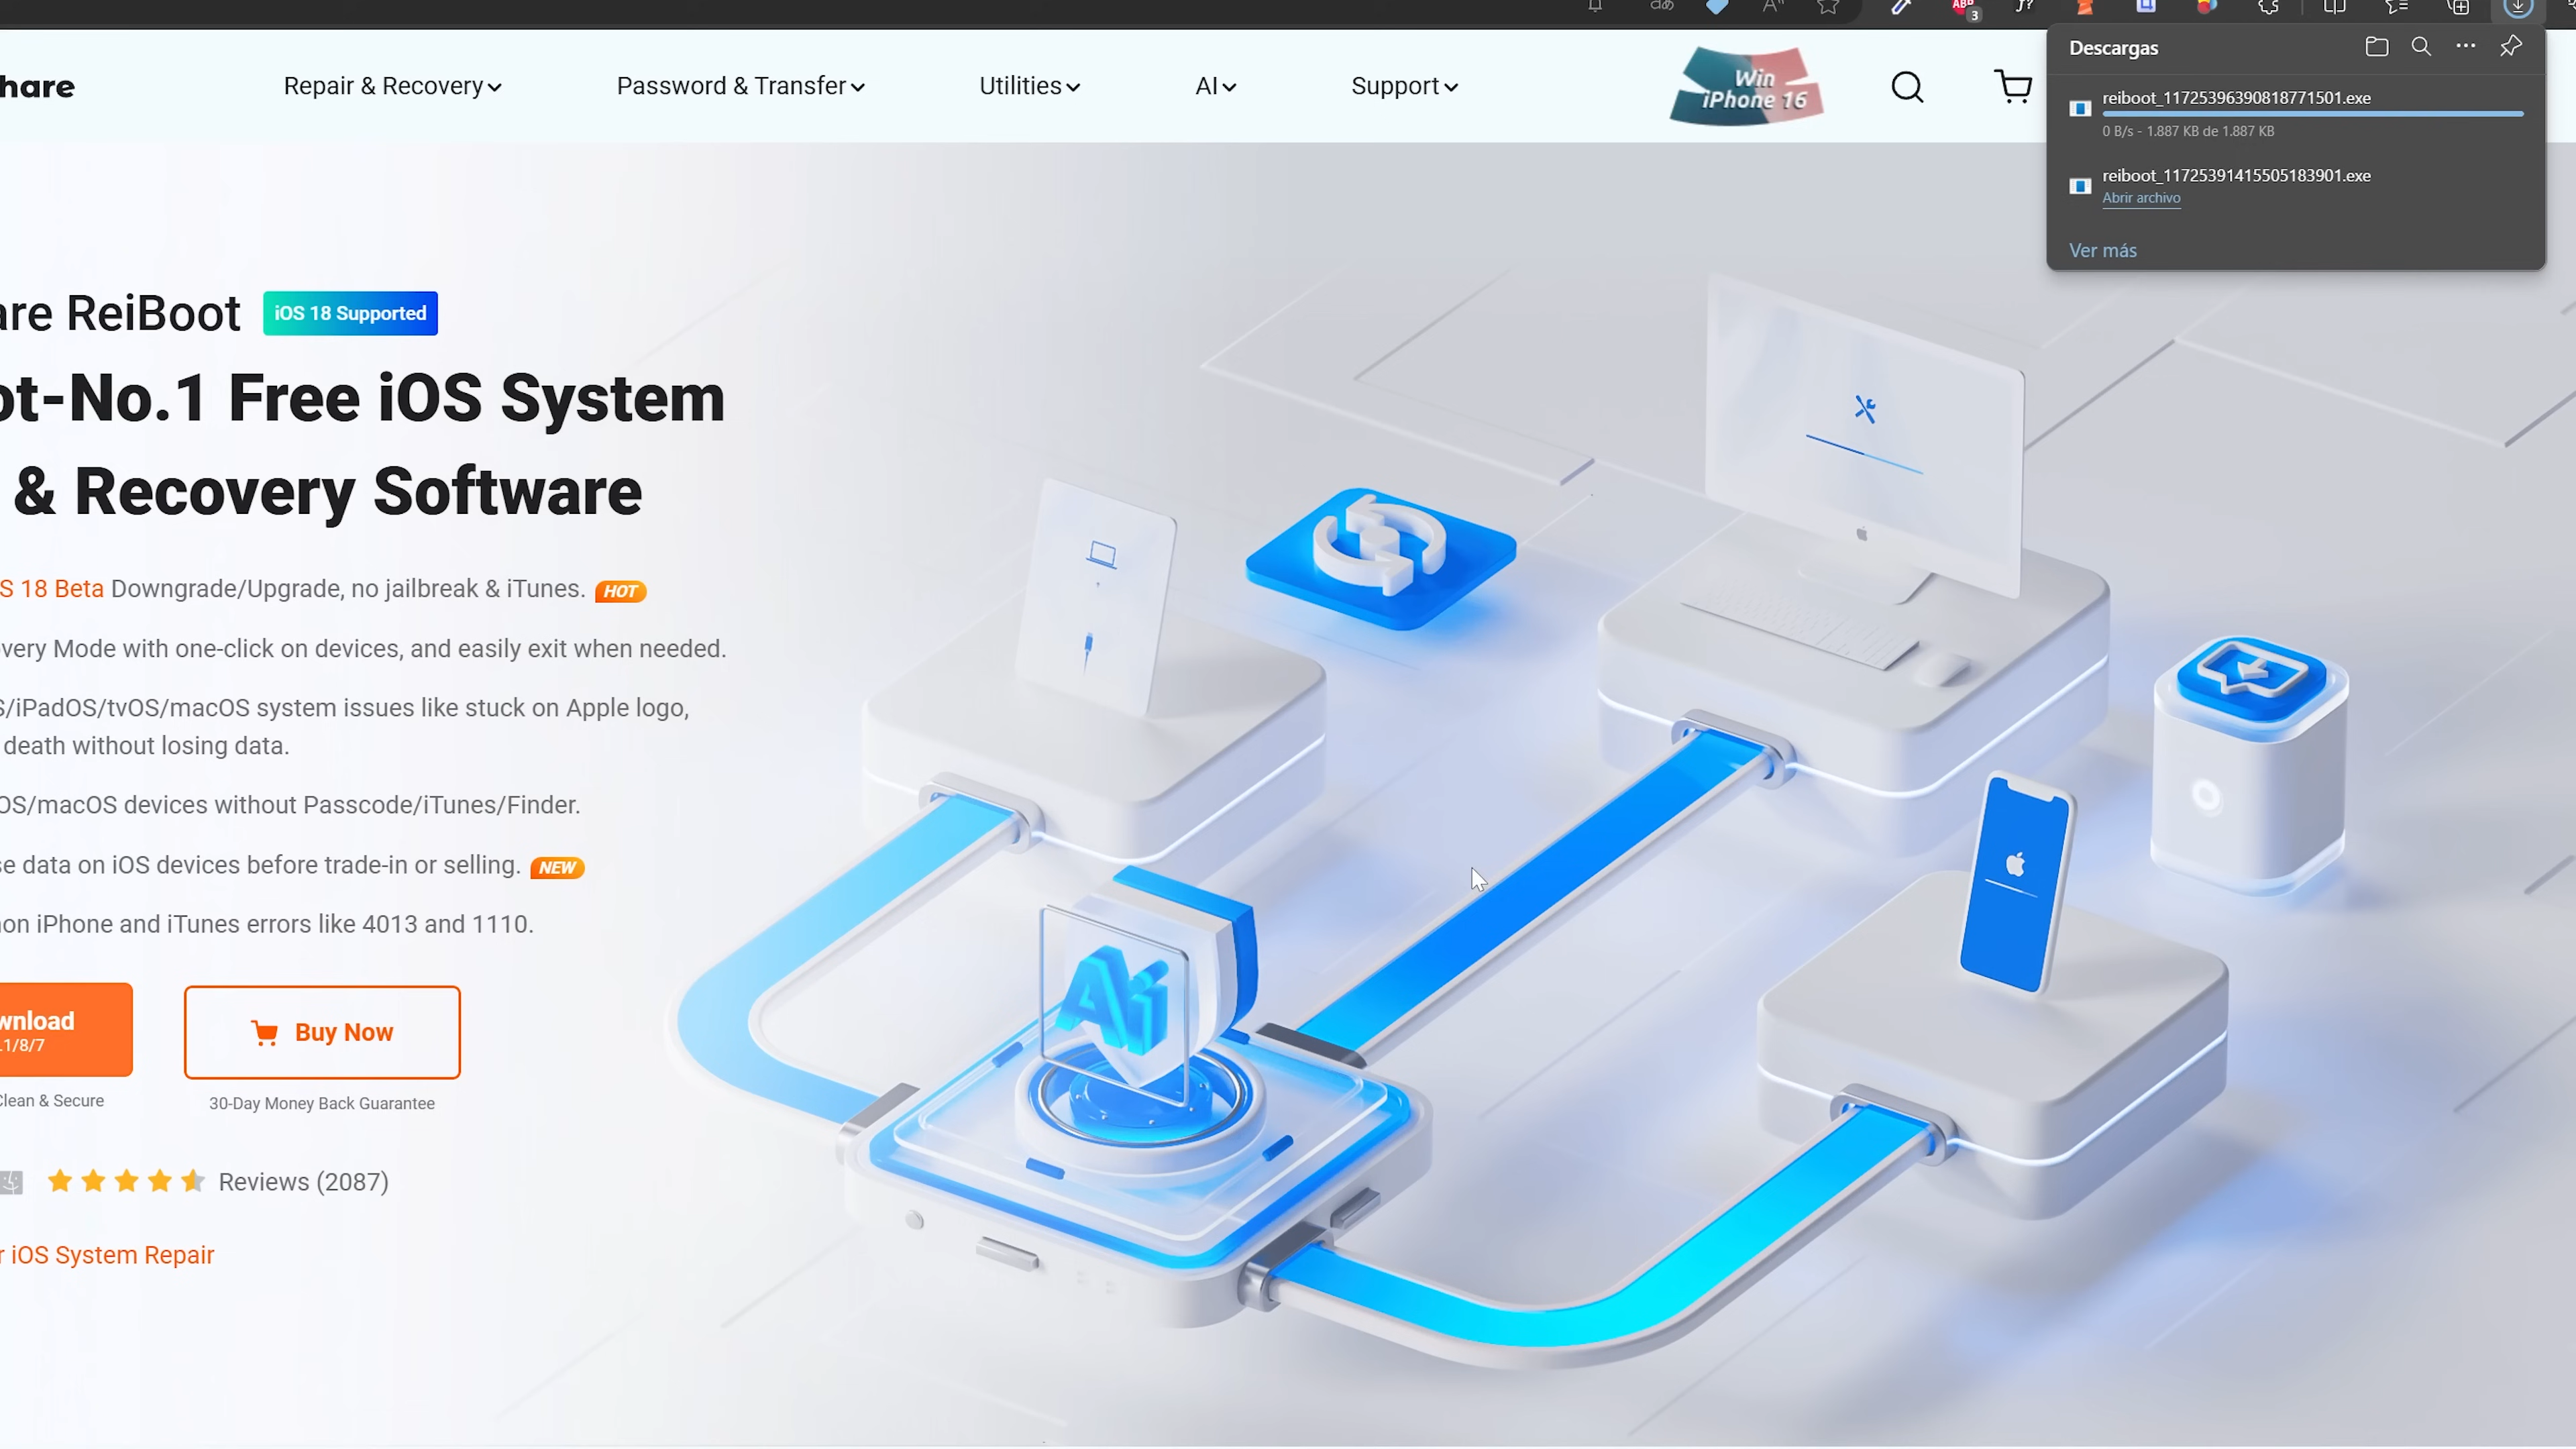 3
Descargas
hare
Repair & Recovery
Password & Transfer
Utilities
AI
Support
Win
iPhone 16
reiboot_11725396390818771501.exe
0 B/s - 1.887 KB de 1.887 KB
reiboot_11725391415505183901.exe
Abrir archivo
Ver más
are ReiBoot
iOS 18 Supported
ot-No.1 Free iOS System
& Recovery Software
S 18 Beta Downgrade/Upgrade, no jailbreak & iTunes. HOT
very Mode with one-click on devices, and easily exit when needed.
S/iPadOS/tvOS/macOS system issues like stuck on Apple logo,
death without losing data.
OS/macOS devices without Passcode/iTunes/Finder.
se data on iOS devices before trade-in or selling. NEW
non iPhone and iTunes errors like 4013 and 1110.
wnload
.1/8/7
Buy Now
Clean & Secure
30-Day Money Back Guarantee
Reviews (2087)
r iOS System Repair
Ai